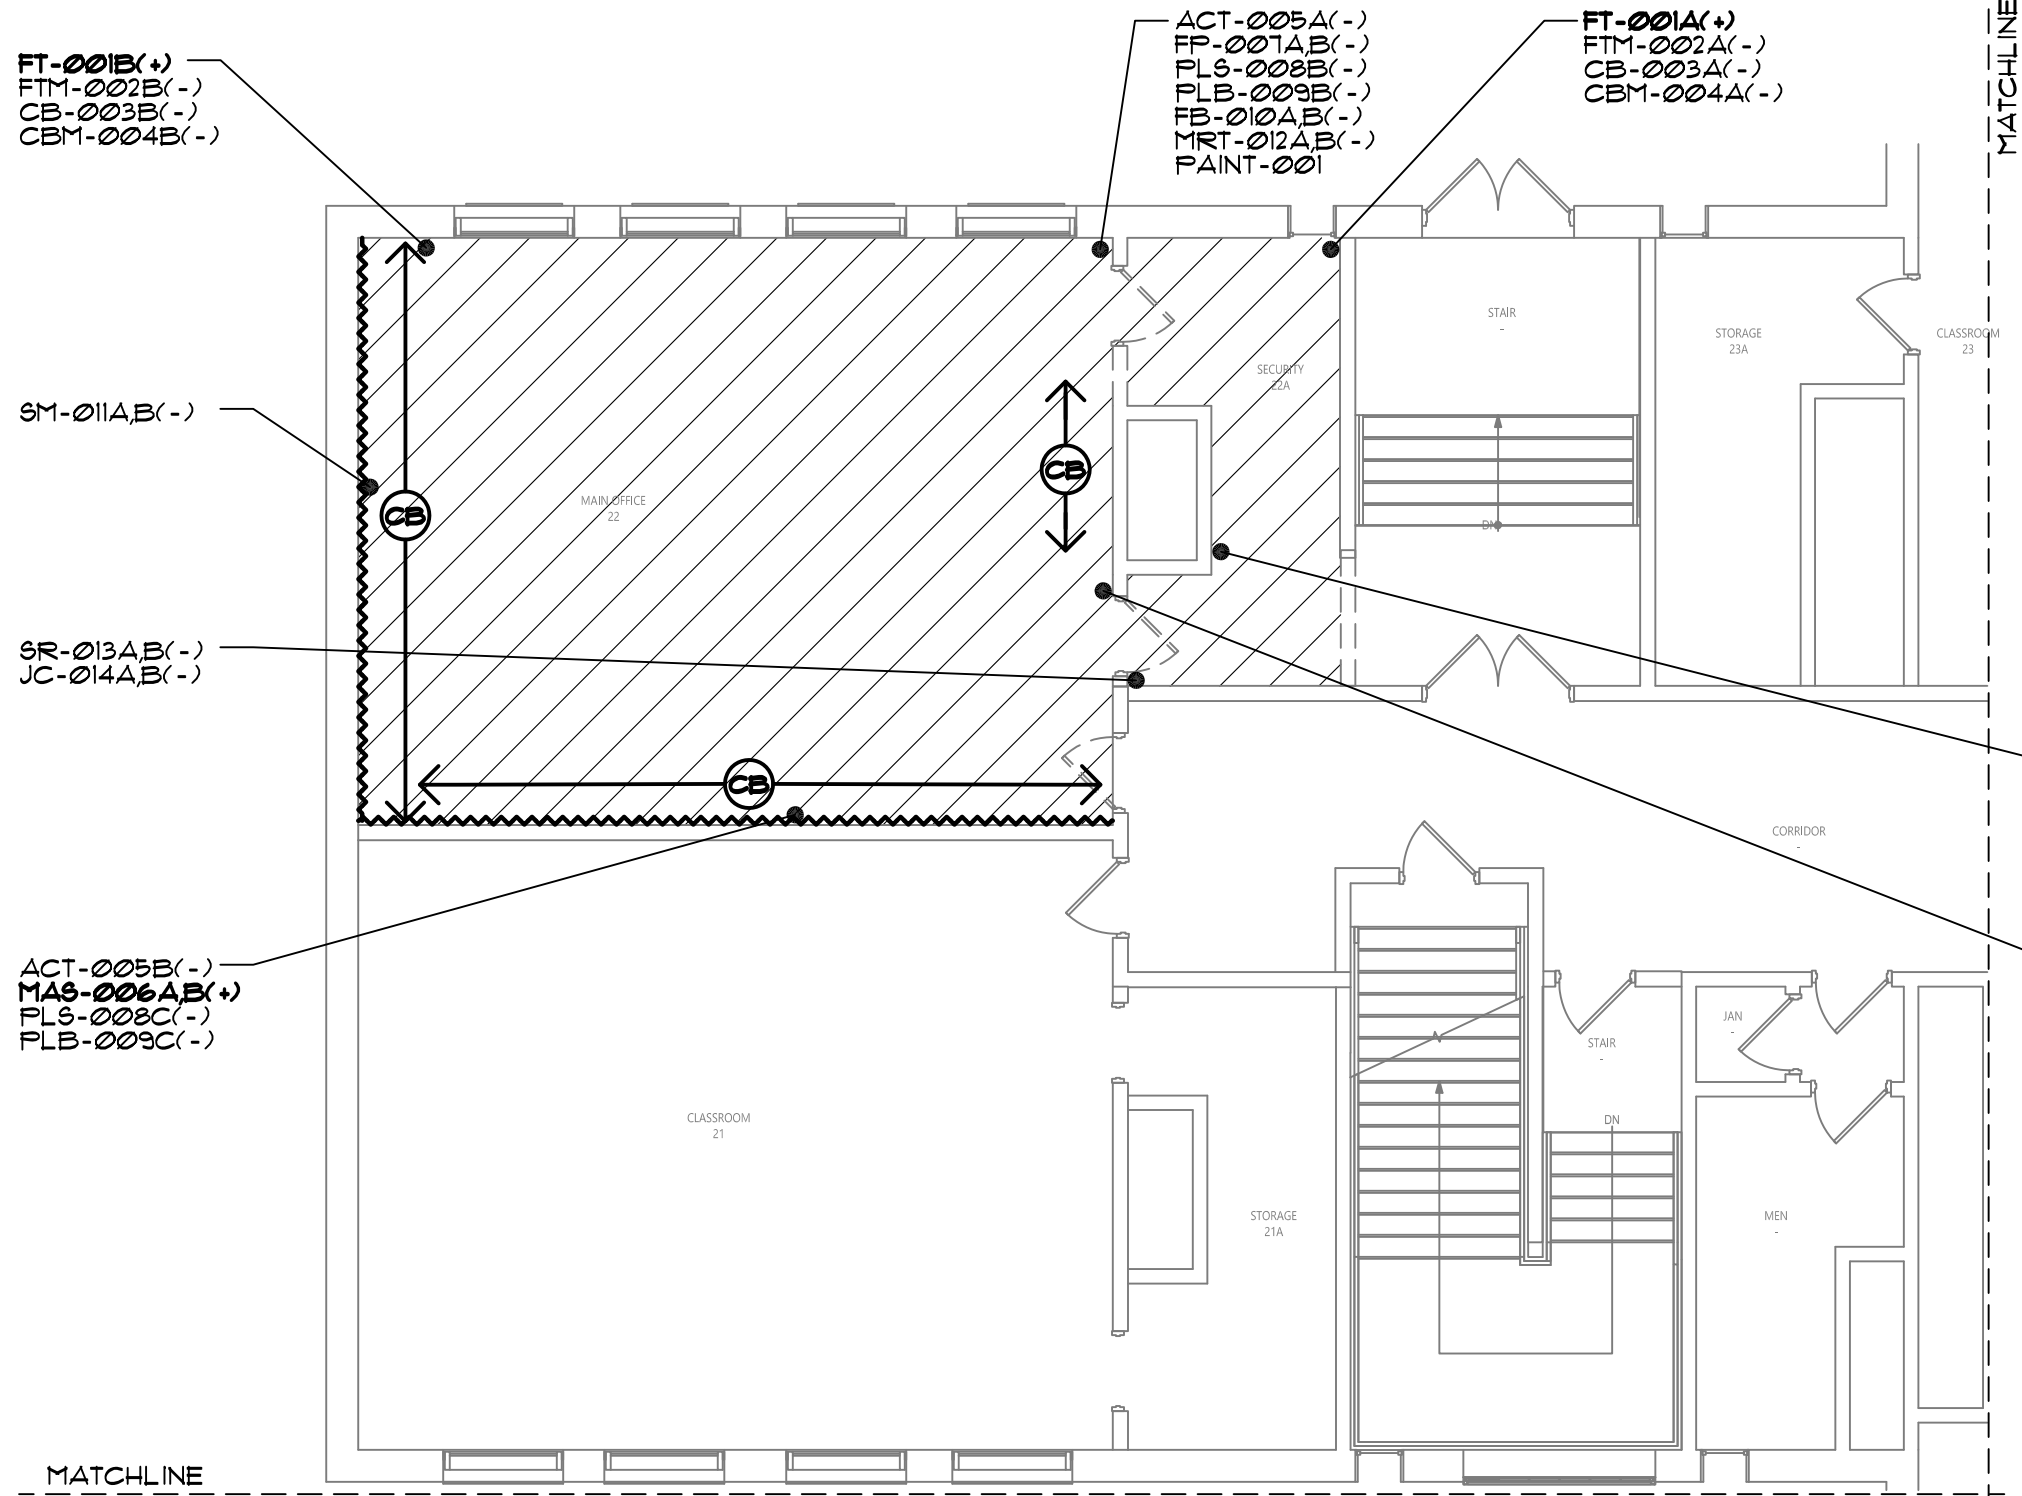 ACT-005A(-)
FP-007A,B(-)
PLS-008B(-)
PLB-009B(-)
FB-010A,B(-)
MRT-012A,B(-)
PAINT-001
FT-001A(+)
FTM-002A(-)
CB-003A(-)
CBM-004A(-)
MATCHLINE
FT-001B(+)
FTM-002B(-)
CB-003B(-)
CBM-004B(-)
STAIR
-
STORAGE
23A
CLASSROOM
23
SECURITY
22A
SM-011A,B(-)
CB
MAIN OFFICE
22
CB
DN
SR-013A,B(-)
JC-014A,B(-)
CB
CORRIDOR
-
ACT-005B(-)
MAS-006A,B(+)
PLS-008C(-)
PLB-009C(-)
JAN
-
STAIR
-
CLASSROOM
21
DN
STORAGE
21A
MEN
-
MATCHLINE